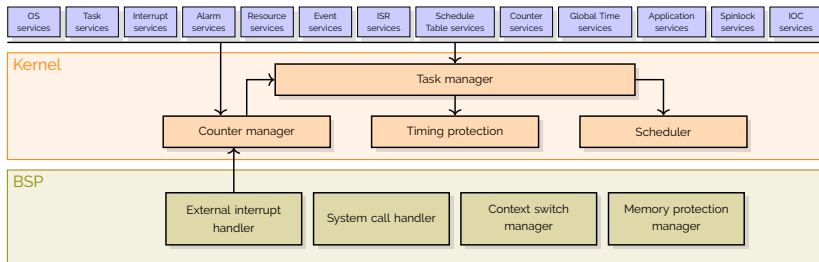 OS
services
Task
services
Interrupt
services
Alarm
services
Resource
services
Event
services
ISR
services
Schedule
Table services
Counter
services
Global Time
services
Application
services
Spinlock
services
IOC
services
Kernel
Task manager
Counter manager
Timing protection
Scheduler
BSP
External interrupt
handler
System call handler
Context switch
manager
Memory protection
manager